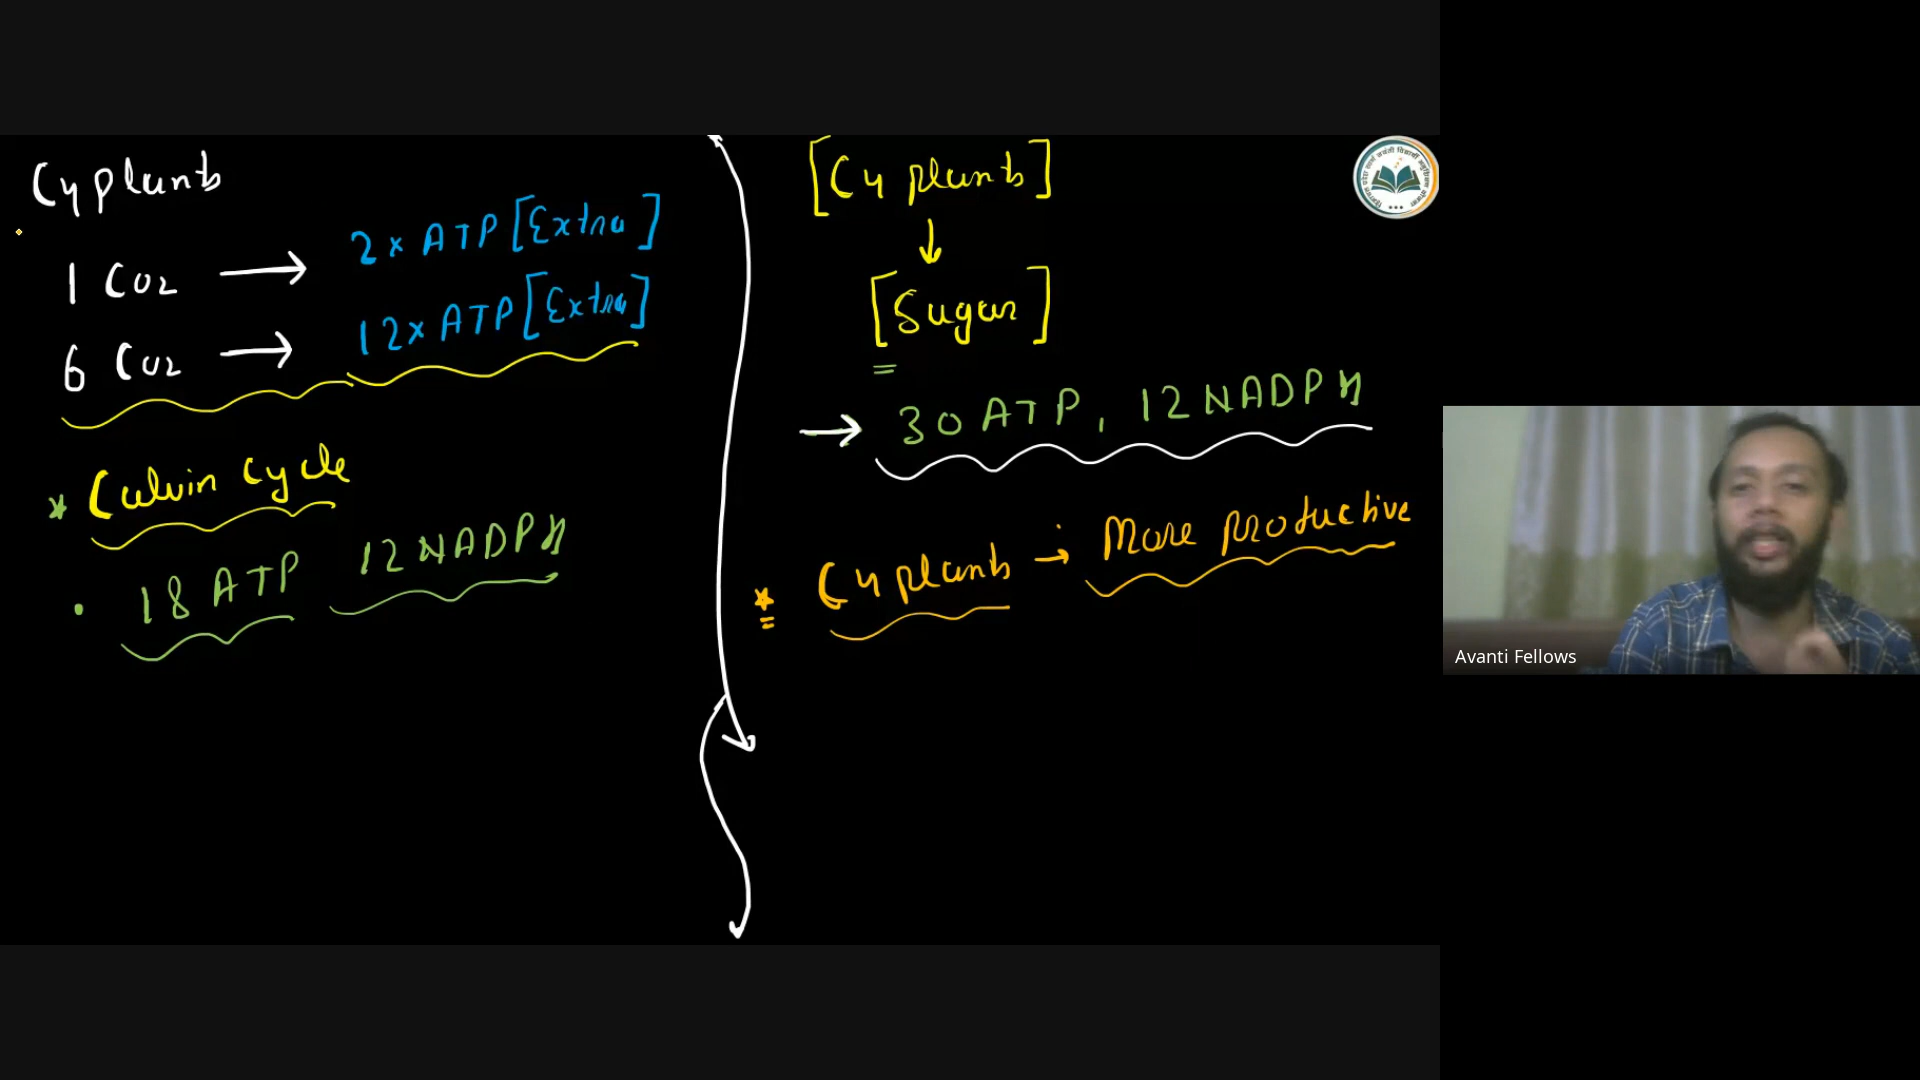 C4 plants
1 CO2 → 2 x ATP [Extra]
6 CO2 → 12 x ATP [Extra]
* Calvin cycle
• 18 ATP 12 NADPH
[C4 plants]
↓
[Sugar]
=
→ 30 ATP, 12 NADPH
* C4 plants → More productive
Avanti Fellows